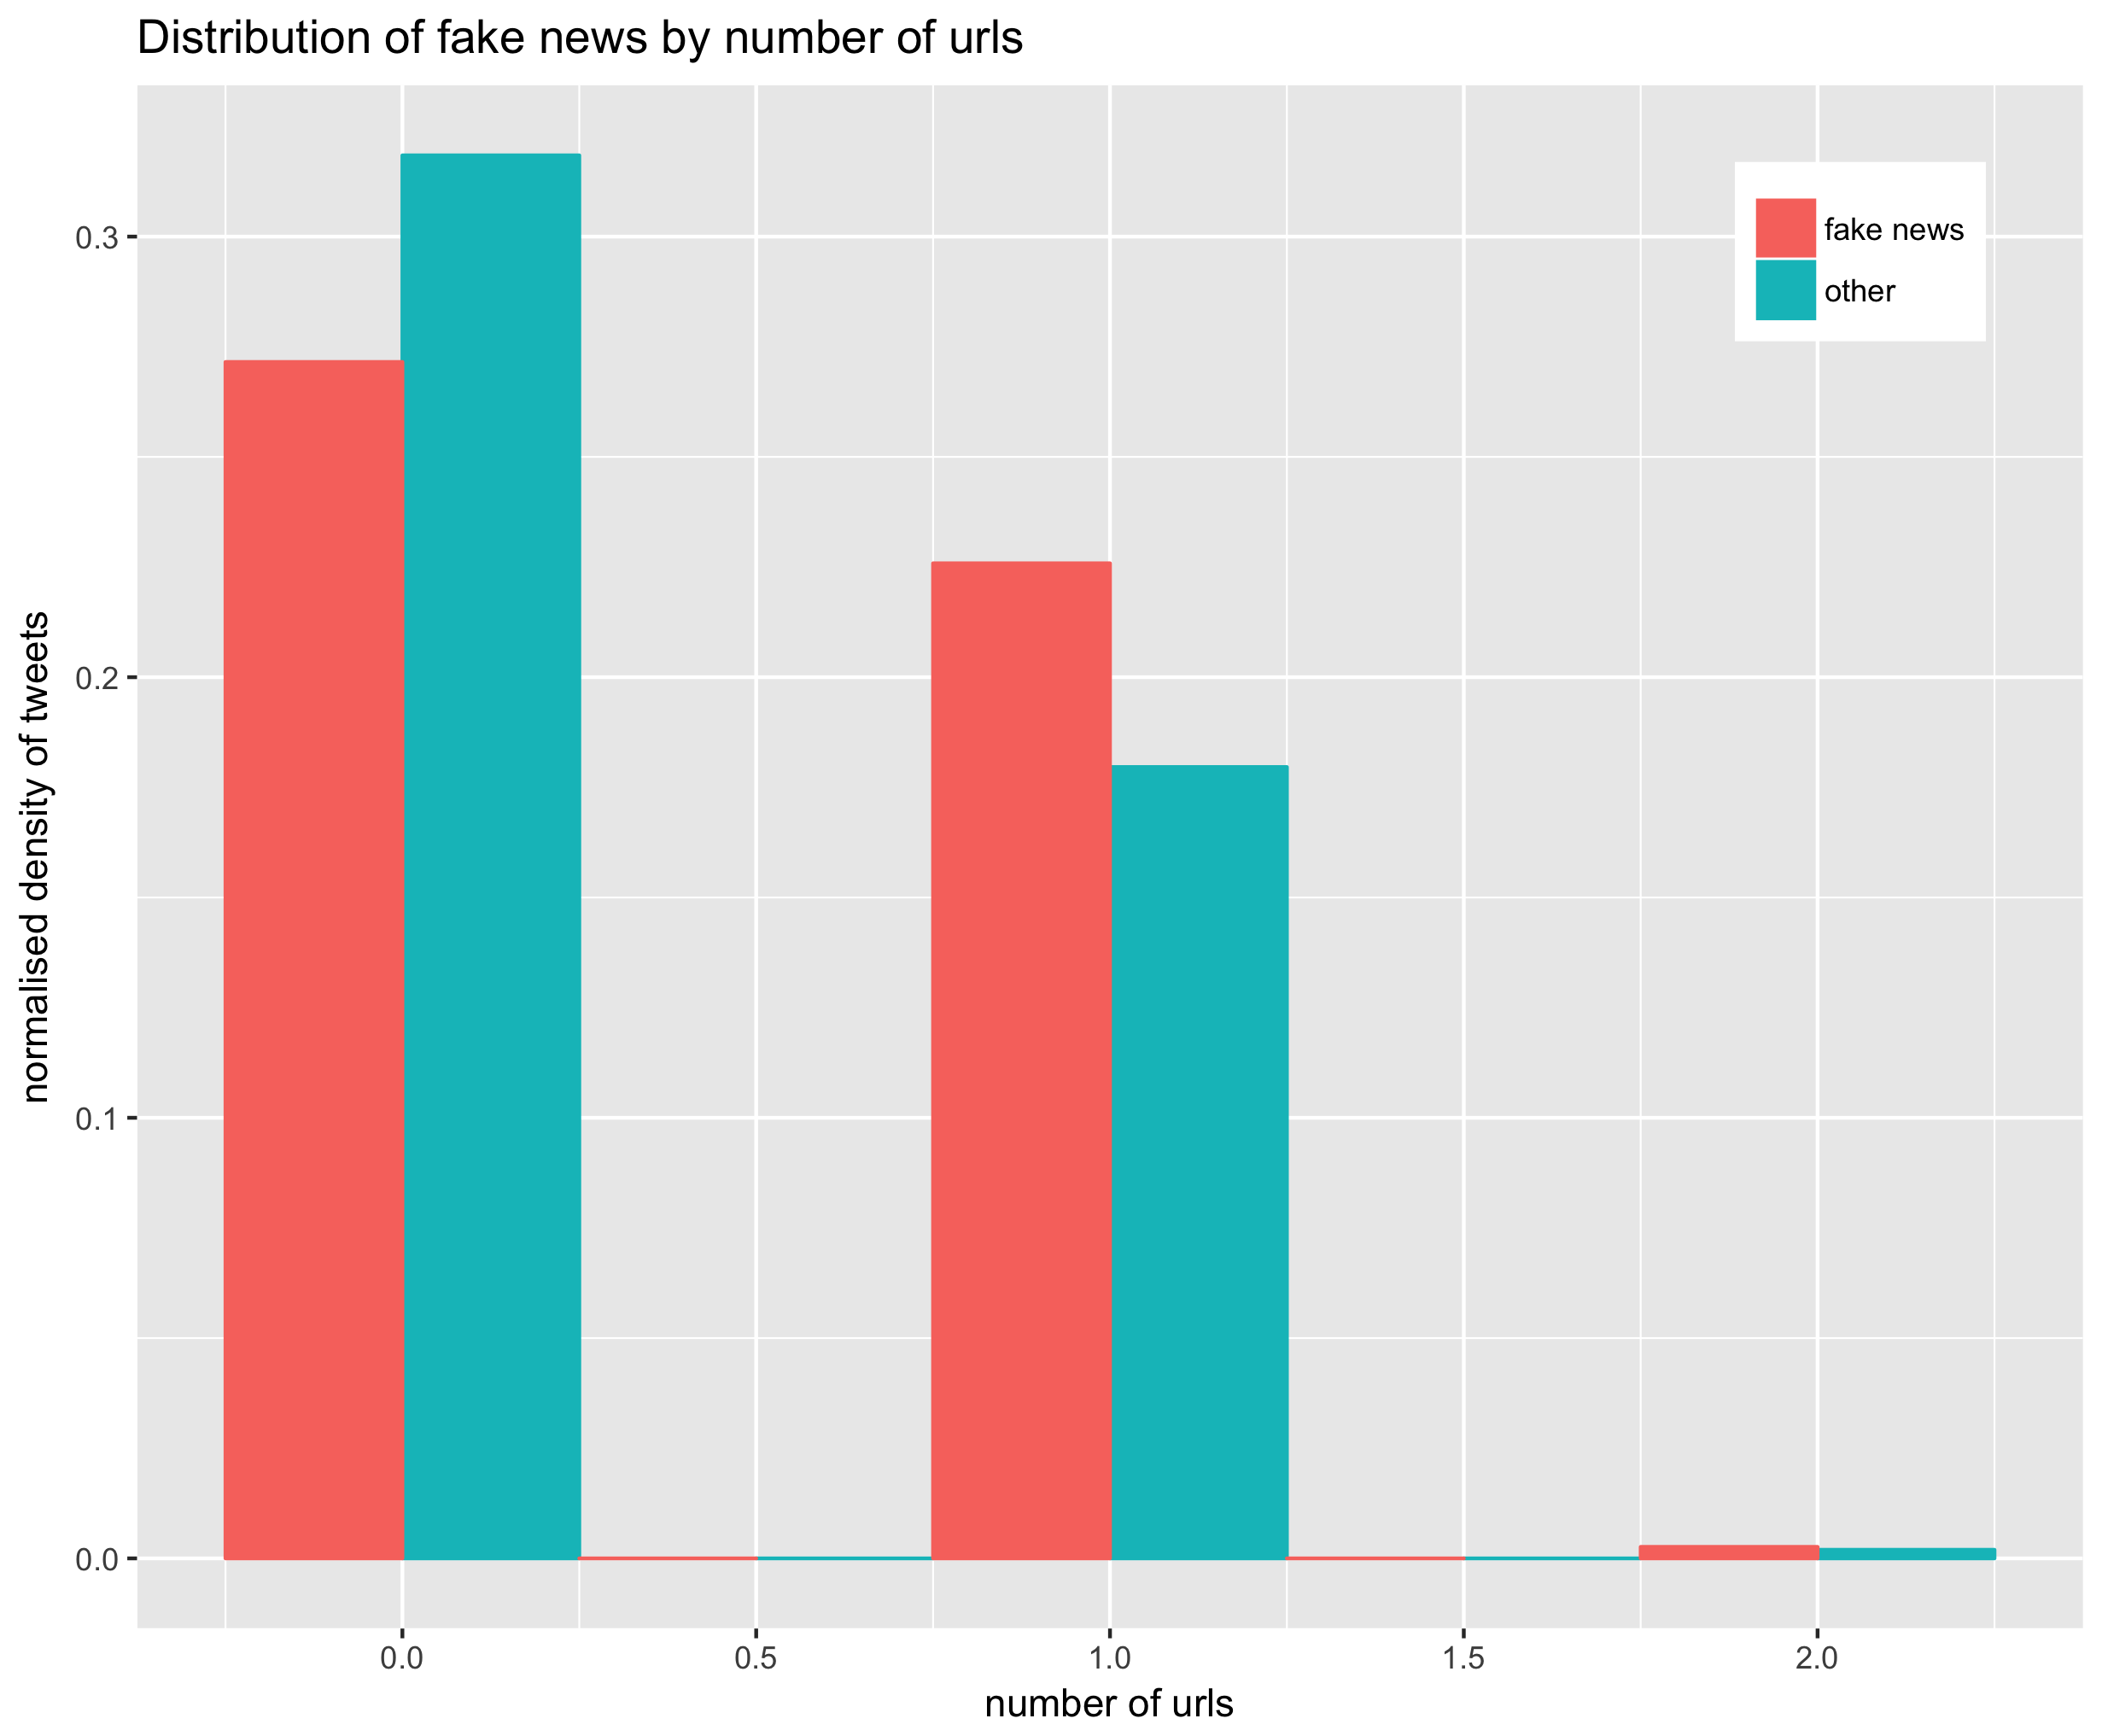 Distribution of fake news by number of urls
fake news
other
0.3
0.2
0.1
0.0
normalised density of tweets
0.0 0.5 1.0 1.5 2.0
number of urls